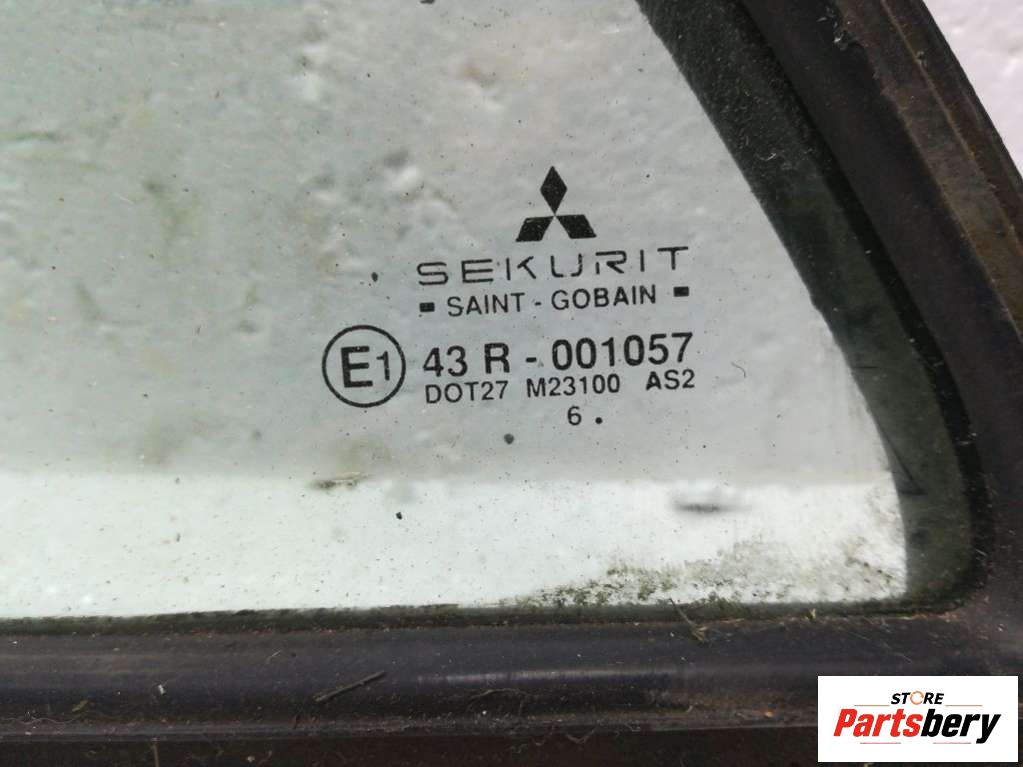 SEKURIT
SAINT - GOBAIN
E1 43 R - 001057
DOT27 M23100 AS2
6 .
STORE
Partsbery